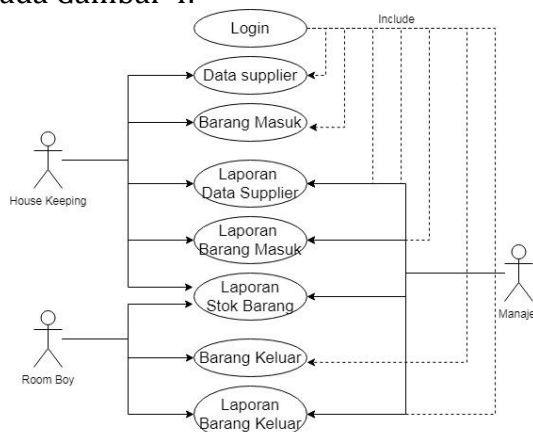 ada Gambar 4.
Login
Include
Data supplier
Barang Masuk
House Keeping
Laporan
Data Supplier
Laporan
Barang Masuk
Manaje
Laporan
Stok Barang
Room Boy
Barang Keluar
Laporan
Barang Keluar